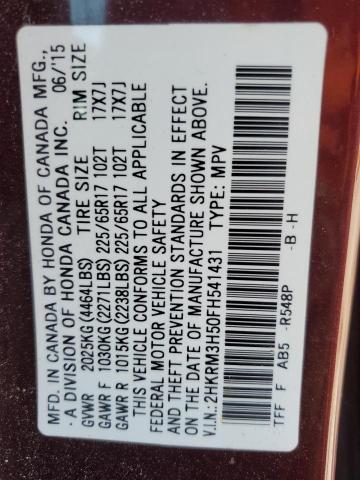 MFD. IN CANADA BY HONDA OF CANADA MFG.,
- A DIVISION OF HONDA CANADA INC. 06/'15
GVWR 2025KG(4464LBS) TIRE SIZE RIM SIZE
GAWR F 1030KG(2271LBS) 225/65R17 102T 17X7J
GAWR R 1015KG(2238LBS) 225/65R17 102T 17X7J
THIS VEHICLE CONFORMS TO ALL APPLICABLE
FEDERAL MOTOR VEHICLE SAFETY
AND THEFT PREVENTION STANDARDS IN EFFECT
ON THE DATE OF MANUFACTURE SHOWN ABOVE.
V.I.N.:2HKRM3H50FH541431 TYPE: MPV
TFF F AB5 -R548P -B -H